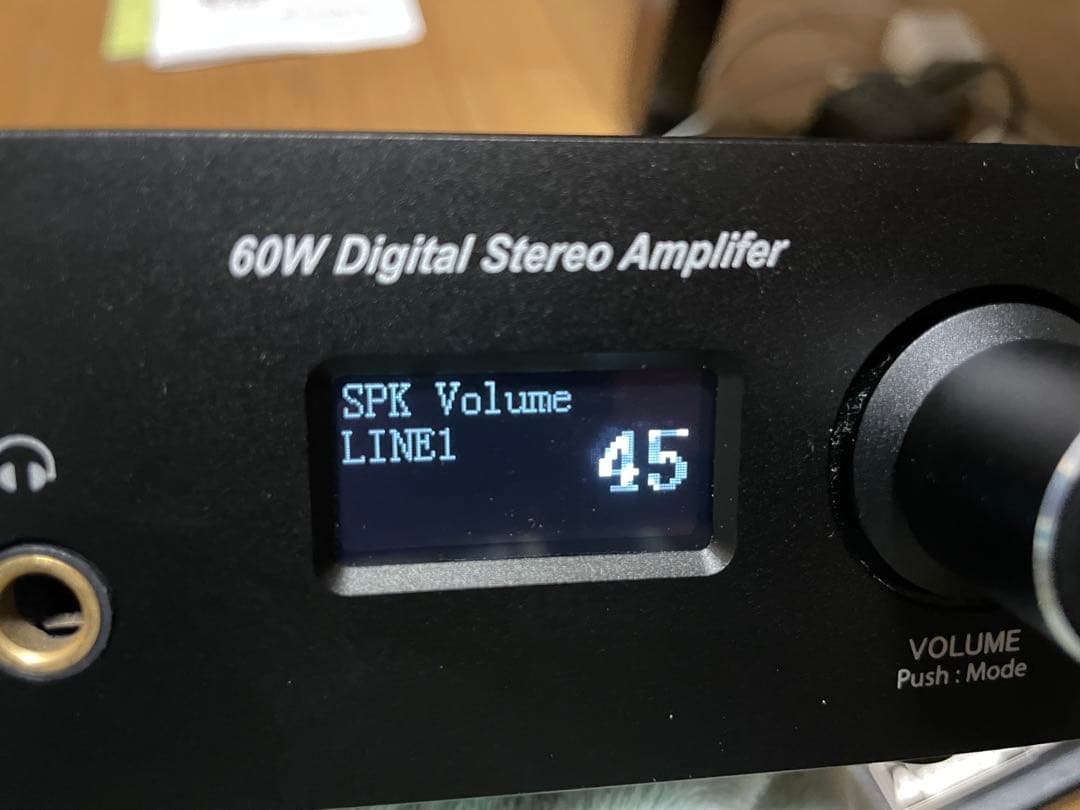 60W Digital Stereo Amplifer
SPK Volume
LINE1
45
VOLUME
Push : Mode